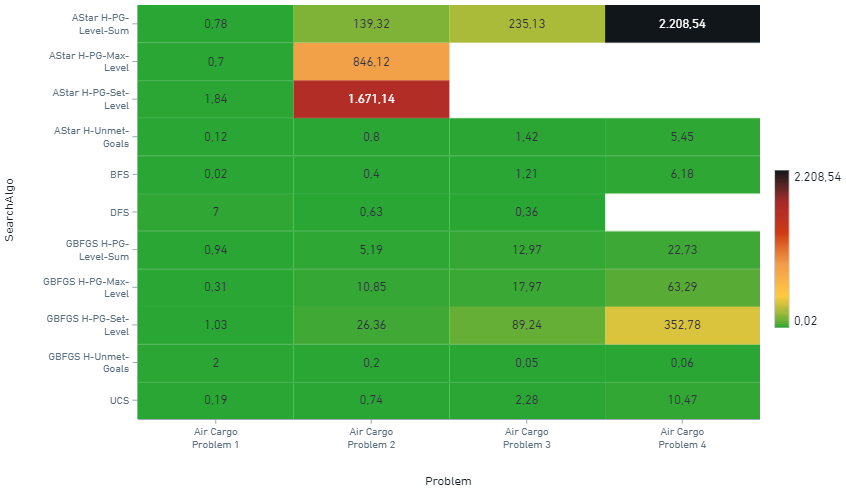 AStar H-PG-
Level-Sum
0,78
139,32
235,13
2.208,54
AStar H-PG-Max-
Level
0,7
846,12
AStar H-PG-Set-
Level
1,84
1.671,14
AStar H-Unmet-
Goals
0,12
0,8
1,42
5,45
BFS
0,02
0,4
1,21
6,18
DFS
7
0,63
0,36
GBFGS H-PG-
Level-Sum
0,94
5,19
12,97
22,73
GBFGS H-PG-Max-
Level
0,31
10,85
17,97
63,29
GBFGS H-PG-Set-
Level
1,03
26,36
89,24
352,78
GBFGS H-Unmet-
Goals
2
0,2
0,05
0,06
UCS
0,19
0,74
2,28
10,47
Air Cargo
Problem 1
Air Cargo
Problem 2
Air Cargo
Problem 3
Air Cargo
Problem 4
Problem
SearchAlgo
2.208,54
0,02